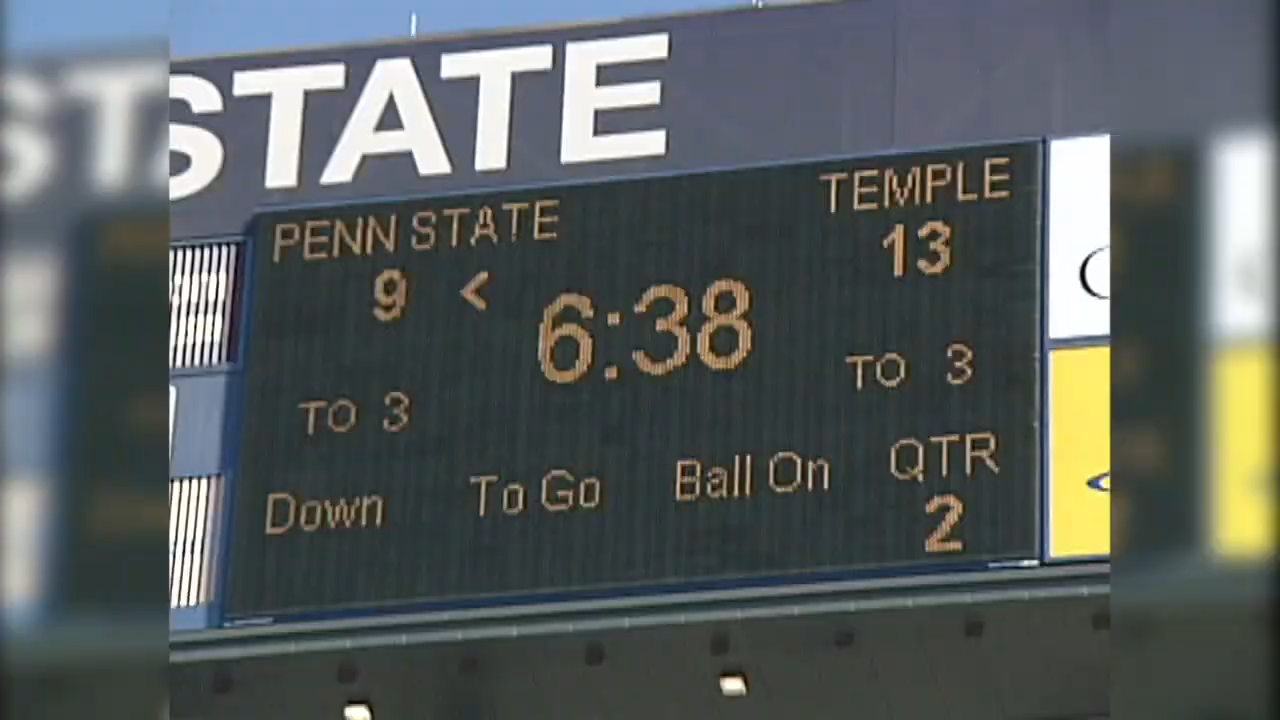 STATE
PENN STATE
TEMPLE
9 < 6:38 13
TO 3
TO 3
Down To Go Ball On QTR
2